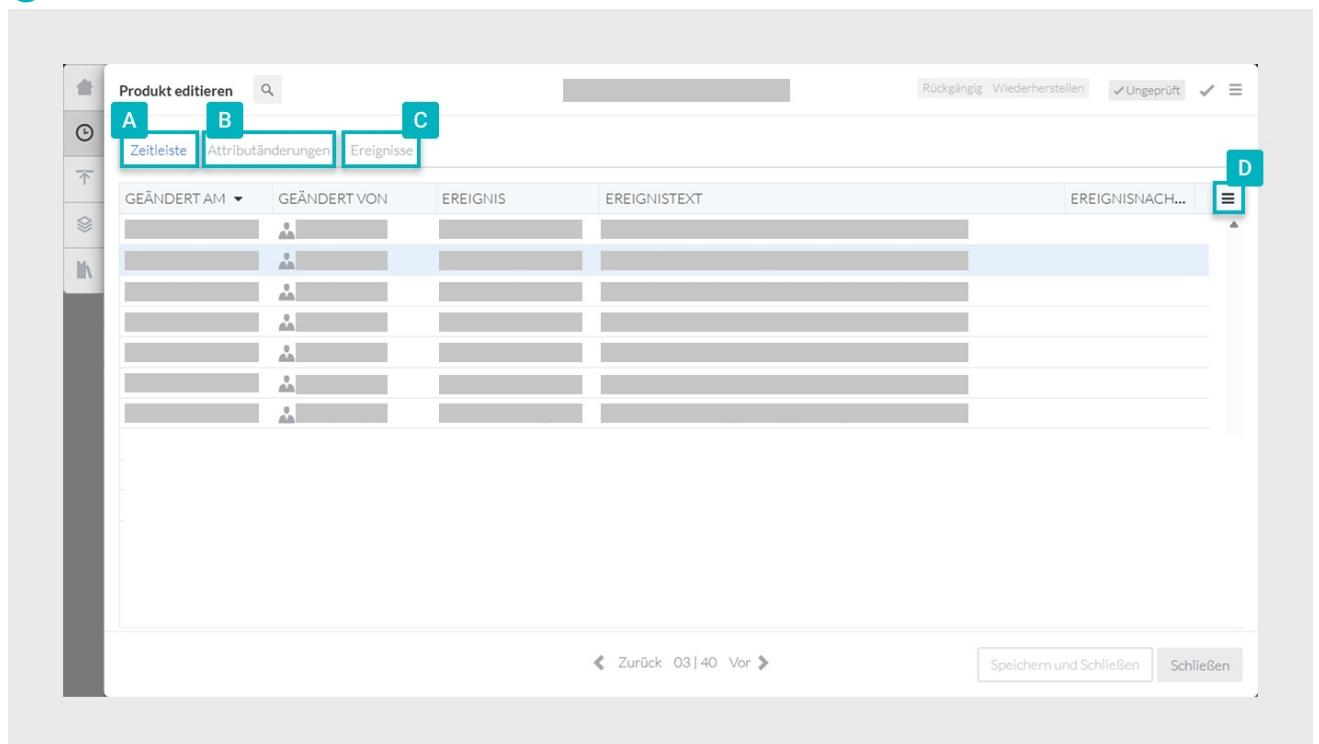 Produkt editieren Rückgängig Wiederherstellen Ungeprüft
A B C
Zeitleiste Attributänderungen Ereignisse
D
GEÄNDERT AM GEÄNDERT VON EREIGNIS EREIGNISTEXT EREIGNISNACH...
Zurück 03|40 Vor Speichern und Schließen Schließen